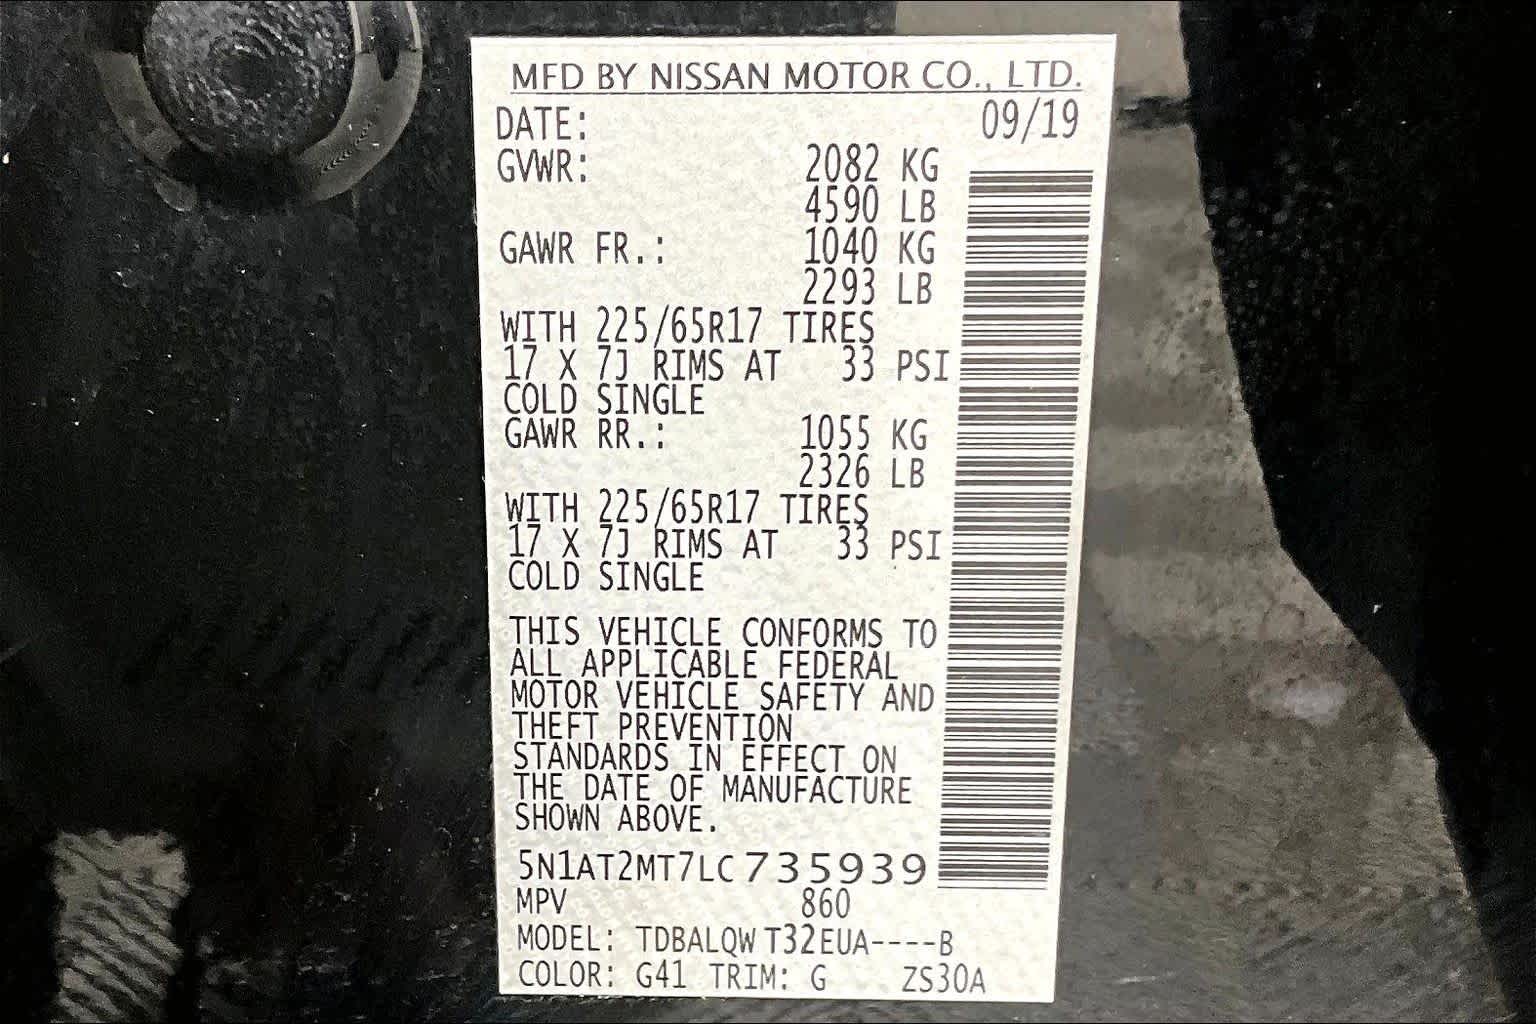 MFD BY NISSAN MOTOR CO., LTD.
DATE: 09/19
GVWR: 2082 KG
4590 LB
GAWR FR.: 1040 KG
2293 LB
WITH 225/65R17 TIRES
17 X 7J RIMS AT 33 PSI
COLD SINGLE
GAWR RR.: 1055 KG
2326 LB
WITH 225/65R17 TIRES
17 X 7J RIMS AT 33 PSI
COLD SINGLE
THIS VEHICLE CONFORMS TO
ALL APPLICABLE FEDERAL
MOTOR VEHICLE SAFETY AND
THEFT PREVENTION
STANDARDS IN EFFECT ON
THE DATE OF MANUFACTURE
SHOWN ABOVE.
5N1AT2MT7LC735939
MPV 860
MODEL: TDBALQWT32EUA----B
COLOR: G41 TRIM: G ZS30A